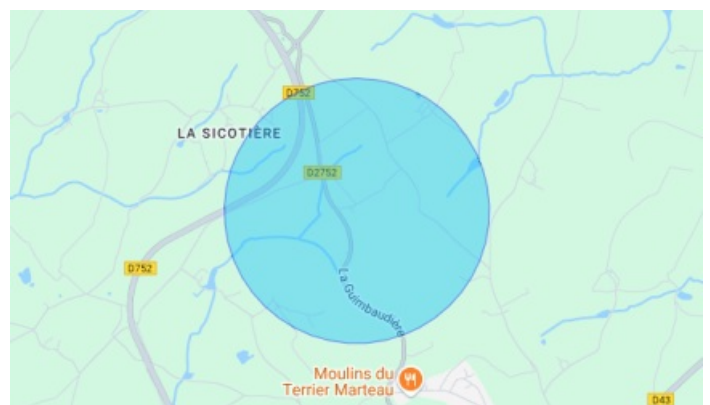 D752
LA SICOTIÈRE
D2752
D752
La Guimbaudière
Moulins du
Terrier Marteau
D43